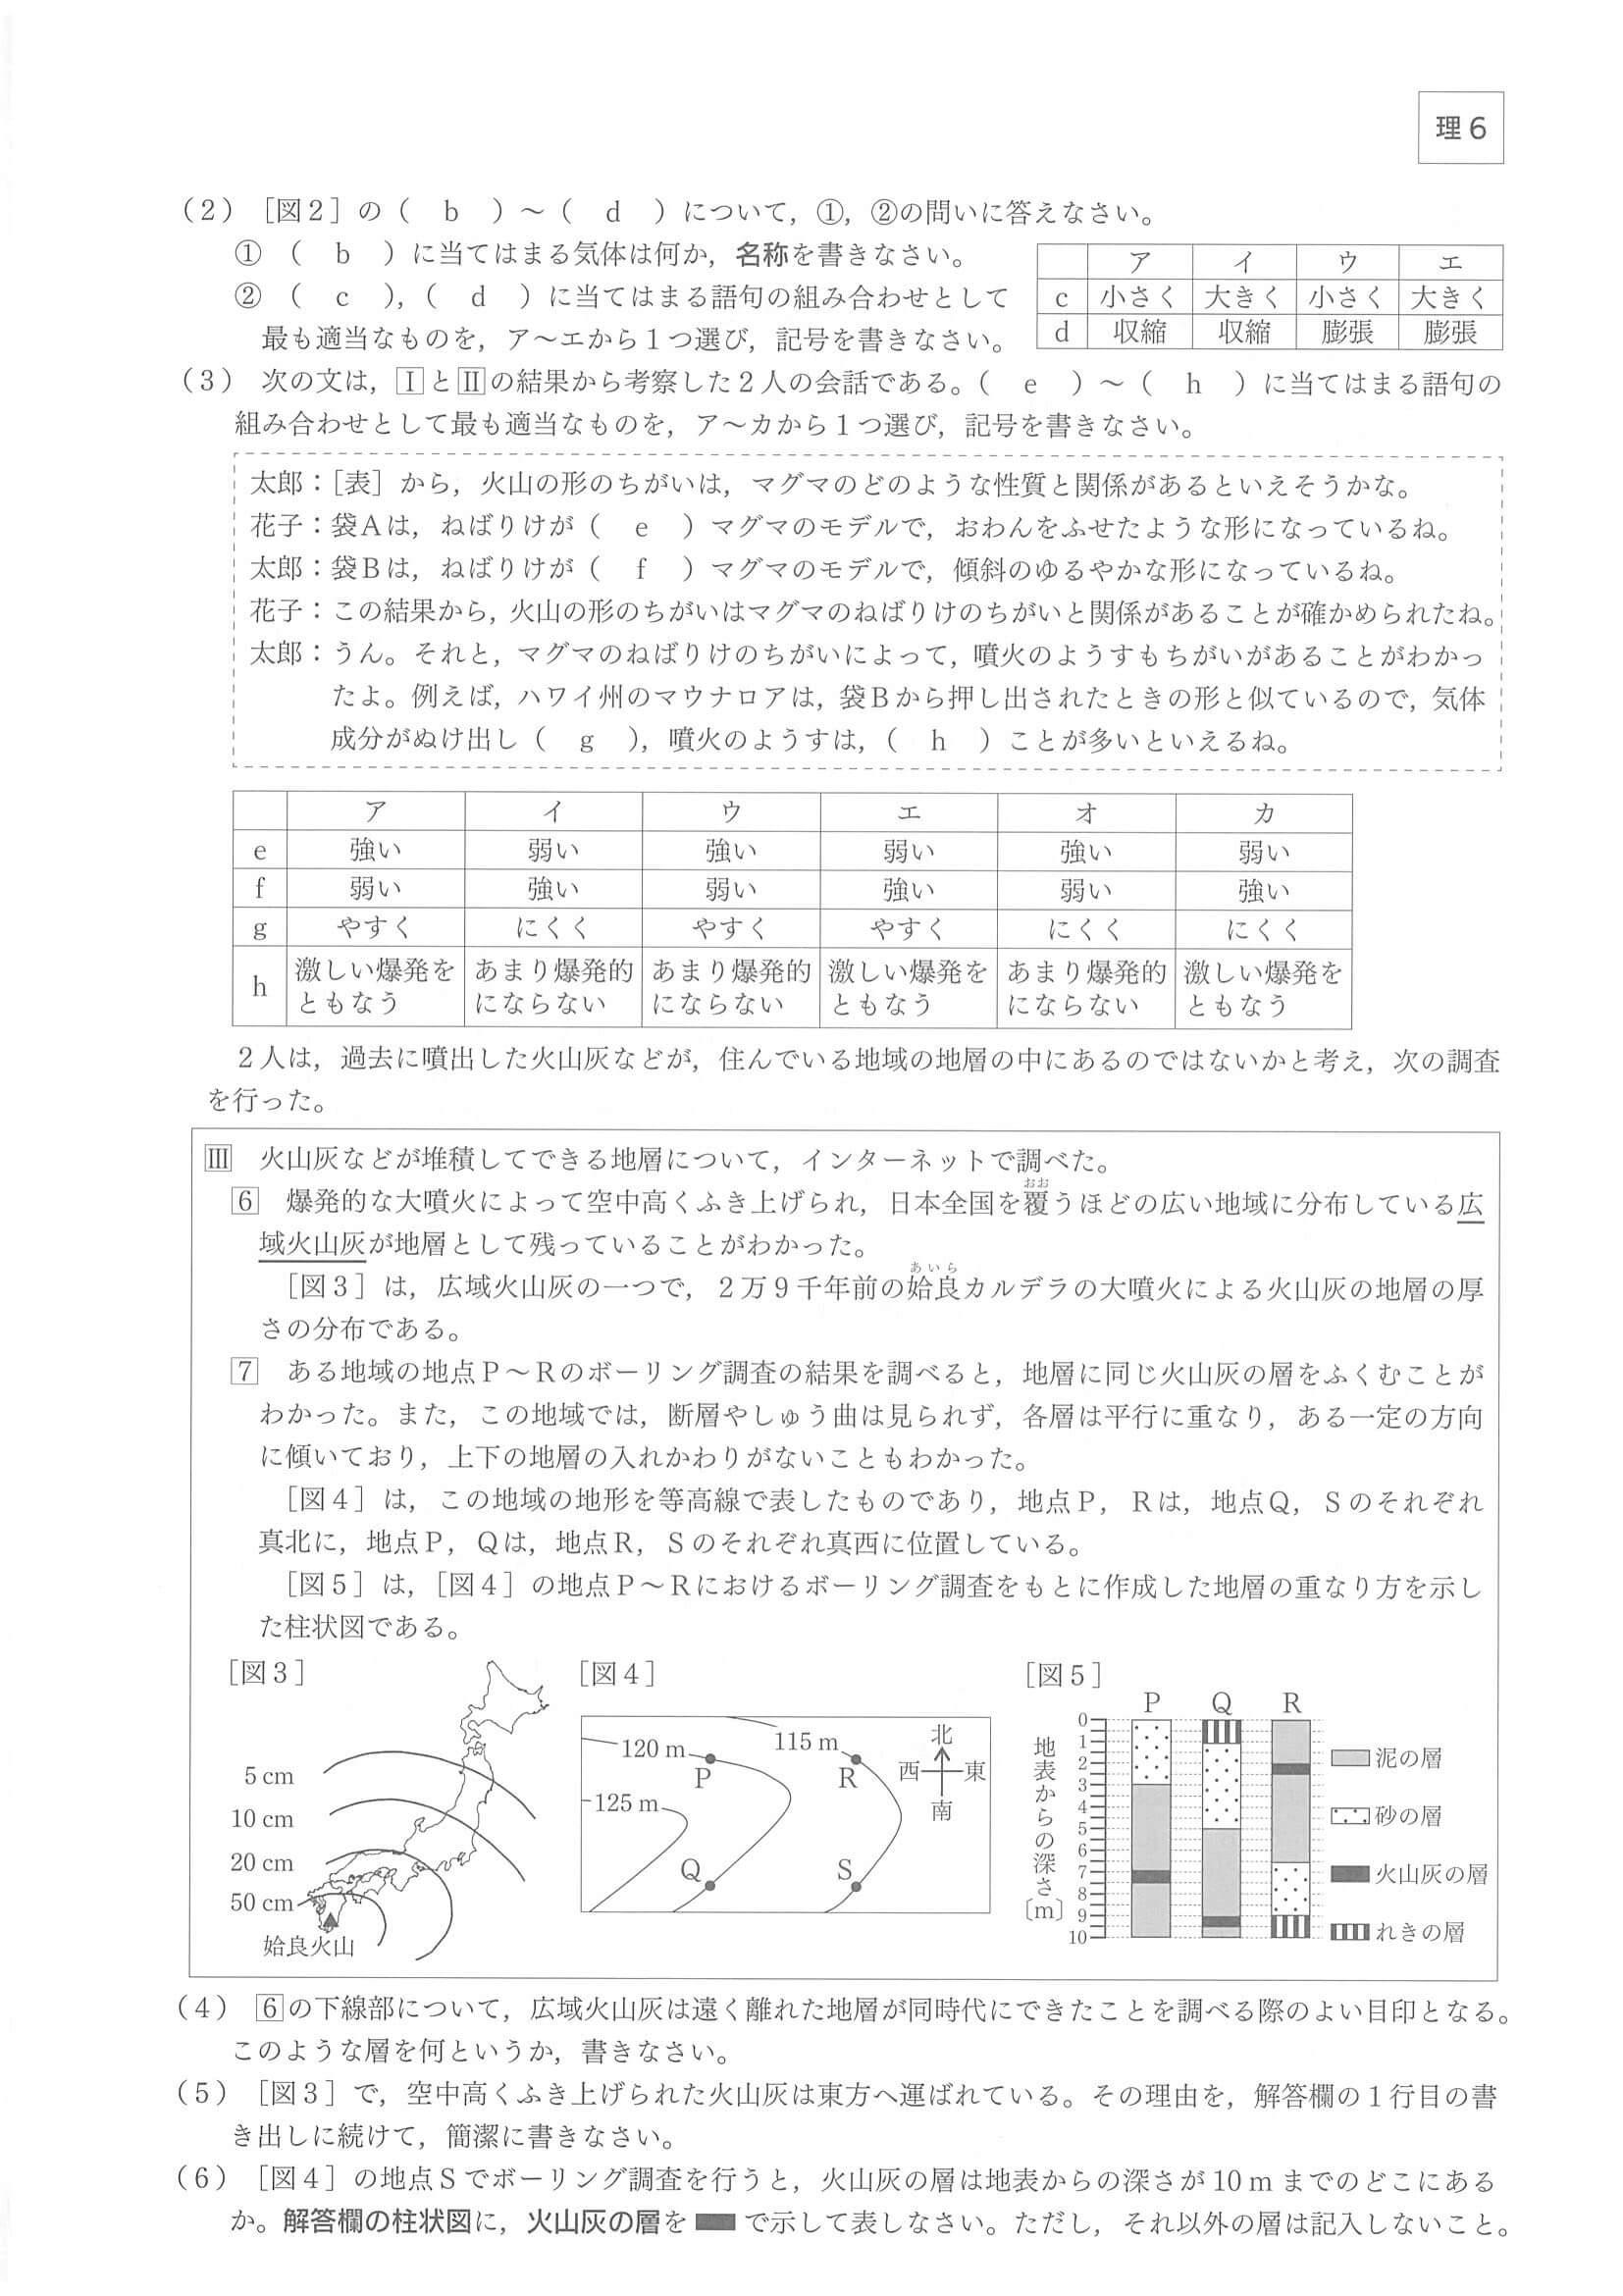 理6
(2) ［図2］の( b )～( d )について，①，②の問いに答えなさい。
① ( b )に当てはまる気体は何か，名称を書きなさい。
② ( c )，( d )に当てはまる語句の組み合わせとして
最も適当なものを，ア～エから1つ選び，記号を書きなさい。
ア イ ウ エ
c 小さく 大きく 小さく 大きく
d 収縮 収縮 膨張 膨張
(3) 次の文は，ⅠとⅡの結果から考察した2人の会話である。( e )～( h )に当てはまる語句の
組み合わせとして最も適当なものを，ア～カから1つ選び，記号を書きなさい。
太郎：［表］から，火山の形のちがいは，マグマのどのような性質と関係があるといえそうかな。
花子：袋Aは，ねばりけが( e )マグマのモデルで，おわんをふせたような形になっているね。
太郎：袋Bは，ねばりけが( f )マグマのモデルで，傾斜のゆるやかな形になっているね。
花子：この結果から，火山の形のちがいはマグマのねばりけのちがいと関係があることが確かめられたね。
太郎：うん。それと，マグマのねばりけのちがいによって，噴火のようすもちがいがあることがわかっ
たよ。例えば，ハワイ州のマウナロアは，袋Bから押し出されたときの形と似ているので，気体
成分がぬけ出し( g )，噴火のようすは，( h )ことが多いといえるね。
ア イ ウ エ オ カ
e 強い 弱い 強い 弱い 強い 弱い
f 弱い 強い 弱い 強い 弱い 強い
g やすく にくく やすく やすく にくく にくく
h 激しい爆発を あまり爆発的 あまり爆発的 激しい爆発を あまり爆発的 激しい爆発を
ともなう にならない にならない ともなう にならない ともなう
2人は，過去に噴出した火山灰などが，住んでいる地域の地層の中にあるのではないかと考え，次の調査
を行った。
Ⅲ 火山灰などが堆積してできる地層について，インターネットで調べた。
おお
6 爆発的な大噴火によって空中高くふき上げられ，日本全国を覆うほどの広い地域に分布している広
域火山灰が地層として残っていることがわかった。
あいら
［図3］は，広域火山灰の一つで，2万9千年前の姶良カルデラの大噴火による火山灰の地層の厚
さの分布である。
7 ある地域の地点P～Rのボーリング調査の結果を調べると，地層に同じ火山灰の層をふくむことが
わかった。また，この地域では，断層やしゅう曲は見られず，各層は平行に重なり，ある一定の方向
に傾いており，上下の地層の入れかわりがないこともわかった。
［図4］は，この地域の地形を等高線で表したものであり，地点P，Rは，地点Q，Sのそれぞれ
真北に，地点P，Qは，地点R，Sのそれぞれ真西に位置している。
［図5］は，［図4］の地点P～Rにおけるボーリング調査をもとに作成した地層の重なり方を示し
た柱状図である。
［図3］
5 cm
10 cm
20 cm
50 cm
姶良火山
［図4］
120 m
115 m
125 m
P
R
Q
S
北
西 東
南
［図5］
P Q R
地表からの深さ〔m〕
0
1
2
3
4
5
6
7
8
9
10
泥の層
砂の層
火山灰の層
れきの層
(4) 6の下線部について，広域火山灰は遠く離れた地層が同時代にできたことを調べる際のよい目印となる。
このような層を何というか，書きなさい。
(5) ［図3］で，空中高くふき上げられた火山灰は東方へ運ばれている。その理由を，解答欄の1行目の書
き出しに続けて，簡潔に書きなさい。
(6) ［図4］の地点Sでボーリング調査を行うと，火山灰の層は地表からの深さが10 mまでのどこにある
か。解答欄の柱状図に，火山灰の層を で示して表しなさい。ただし，それ以外の層は記入しないこと。